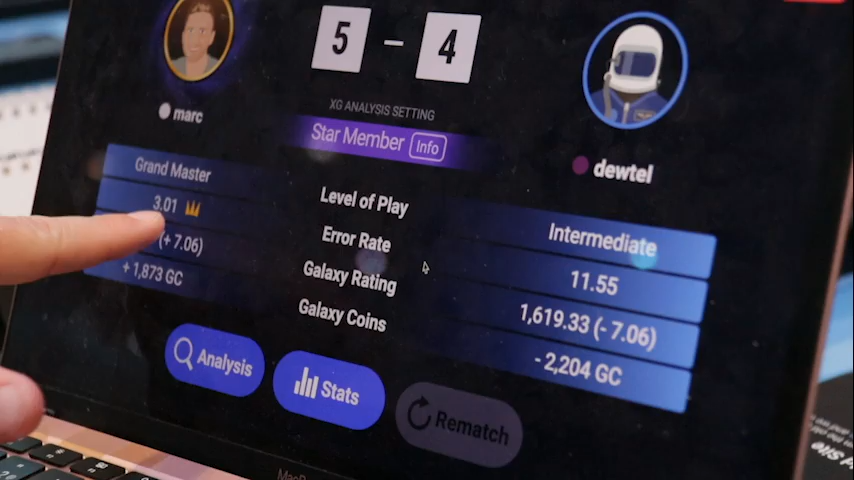 5 – 4
XG ANALYSIS SETTING
Star Member Info
marc
dewtel
Grand Master
3.01
(+ 7.06)
+ 1,873 GC
Level of Play
Error Rate
Galaxy Rating
Galaxy Coins
Intermediate
11.55
1,619.33 (- 7.06)
- 2,204 GC
Analysis
Stats
Rematch
MacB